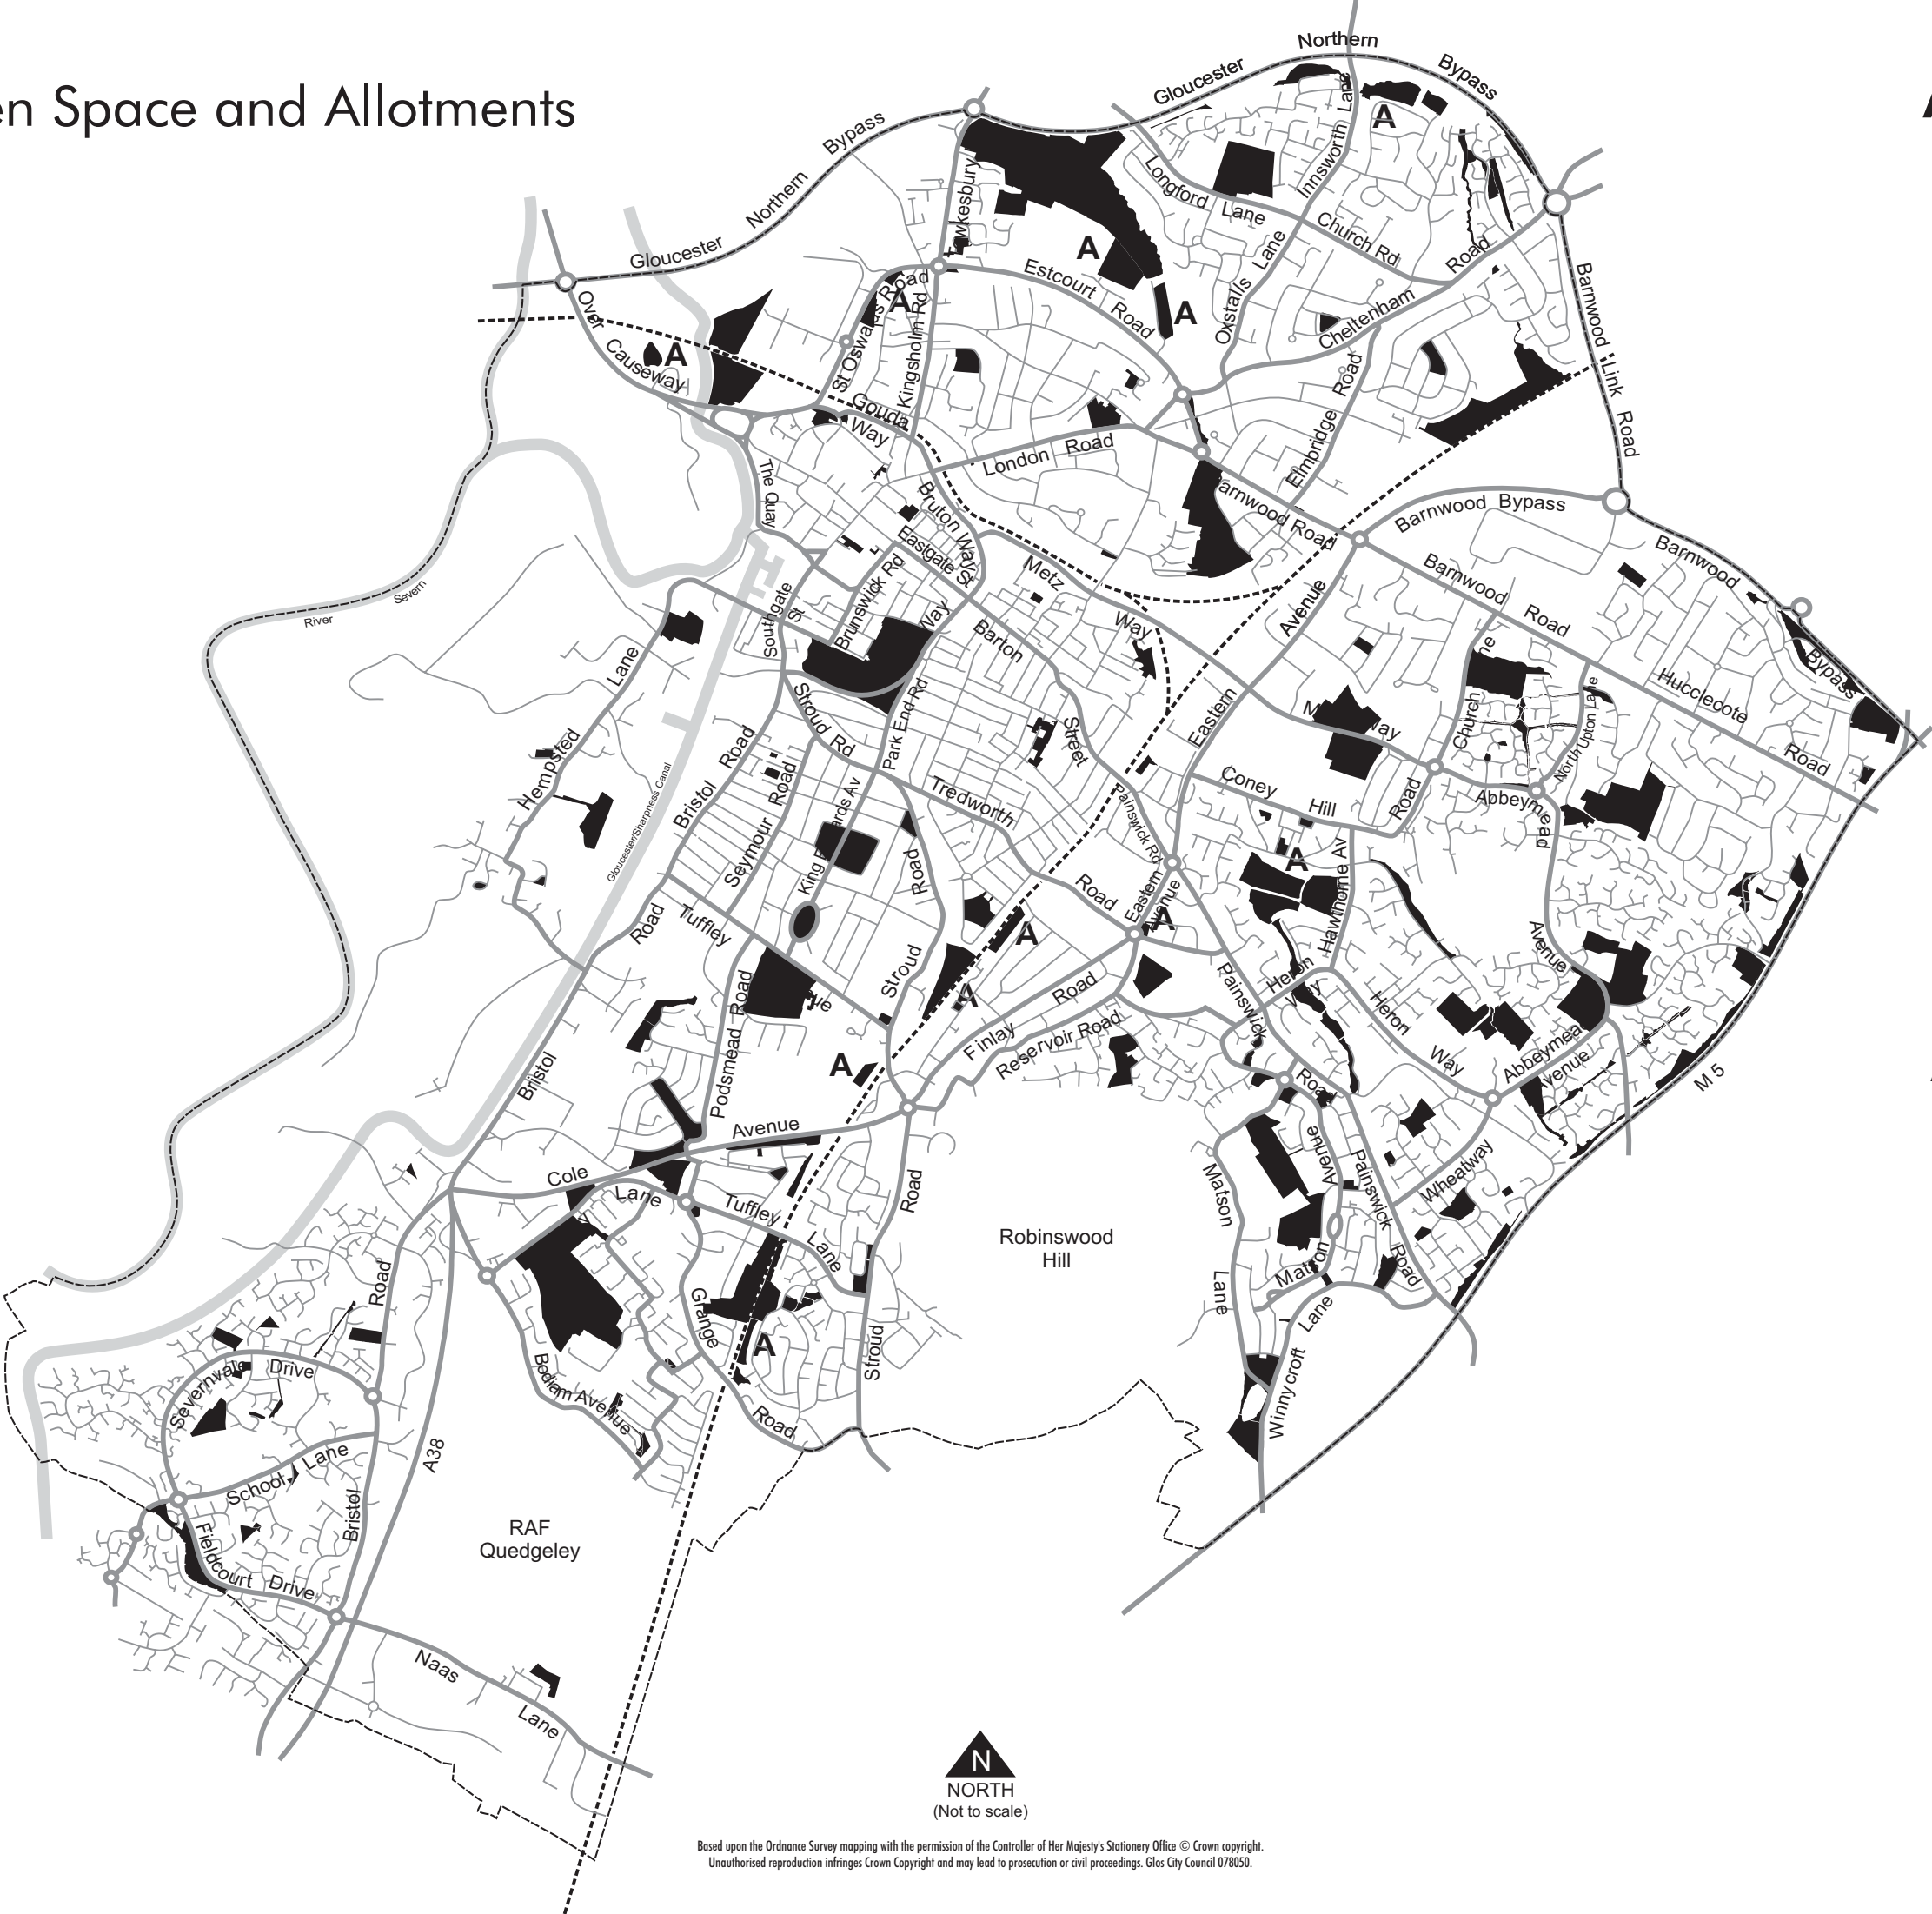 en Space and Allotments
Northern
Gloucester
Bypass
Bypass
Northern
Gloucester
Innsworth Lane
A
Longford Lane
Church Rd
Road
Tewkesbury
A
A
Estcourt Road
Oxstalls Lane
Cheltenham
Barnwood Link Road
Over Causeway
A
St Oswalds Road
A
Kingsholm Rd
Gouda Way
London Road
Elmbridge Road
Barnwood Road
Barnwood Bypass
Barnwood
Bypass
The Quay
Bruton Way
Eastgate St
Metz Way
Southgate St
Brunswick Rd
Way
Barton Street
Barnwood Road
Hucclecote Road
River Severn
Hempsted Lane
Gloucester/Sharpness Canal
Bristol Road
Stroud Rd
Park End Rd
Seymour Road
Tredworth Road
Eastern Avenue
Painswick Rd
Coney Hill Road
Church
North Upton Lane
Abbeymead Avenue
A
Hawthorne Av
Eastern Avenue
A
A
A
Tuffley
Stroud Road
Road
Podsmead Road
Finlay Road
Reservoir Road
Painswick Road
Heron Way
Heron Way
Abbeymead Avenue
M 5
Bristol
A
Avenue
Cole
Lane
Tuffley Lane
Road
Robinswood
Hill
Matson Lane
Avenue
Painswick Road
Wheatway
Matson
Lane
Winnycroft
Grange Road
A
Stroud
Bodiam Avenue
Road
Severnvale Drive
A38
School Lane
Bristol
Fieldcourt Drive
RAF
Quedgeley
Naas Lane
N
NORTH
(Not to scale)
Based upon the Ordnance Survey mapping with the permission of the Controller of Her Majesty's Stationery Office © Crown copyright.
Unauthorised reproduction infringes Crown Copyright and may lead to prosecution or civil proceedings. Glos City Council 078050.